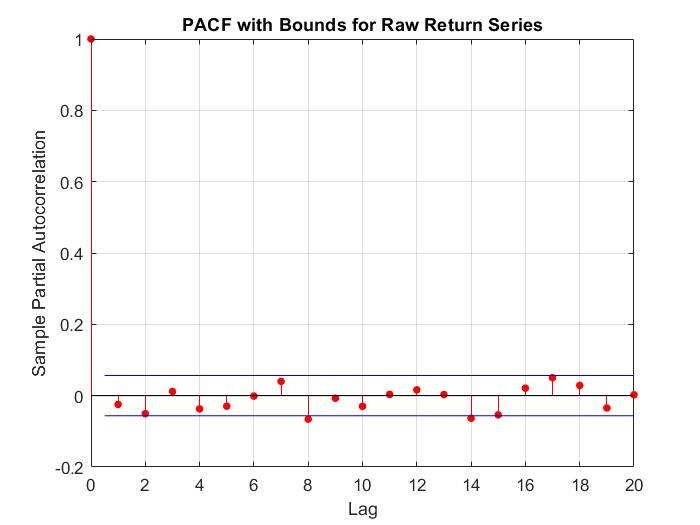 PACF with Bounds for Raw Return Series
1
0.8
0.6
0.4
0.2
0
-0.2
Sample Partial Autocorrelation
0 2 4 6 8 10 12 14 16 18 20
Lag